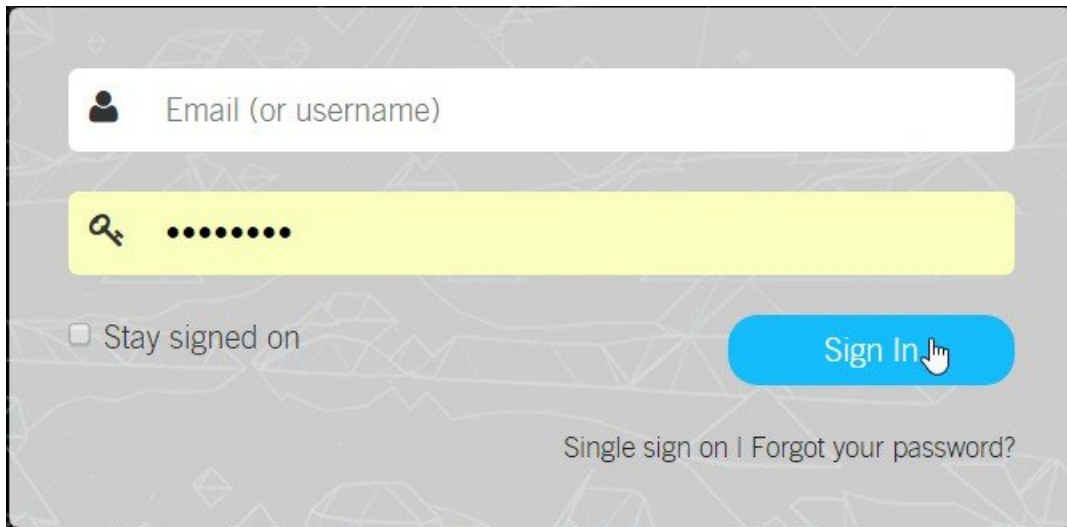 Email (or username)
••••••••
Stay signed on
Sign In
Single sign on | Forgot your password?